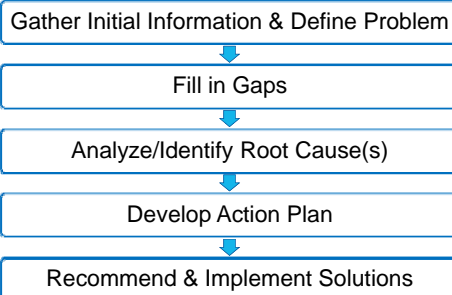 Gather Initial Information & Define Problem
Fill in Gaps
Analyze/Identify Root Cause(s)
Develop Action Plan
Recommend & Implement Solutions